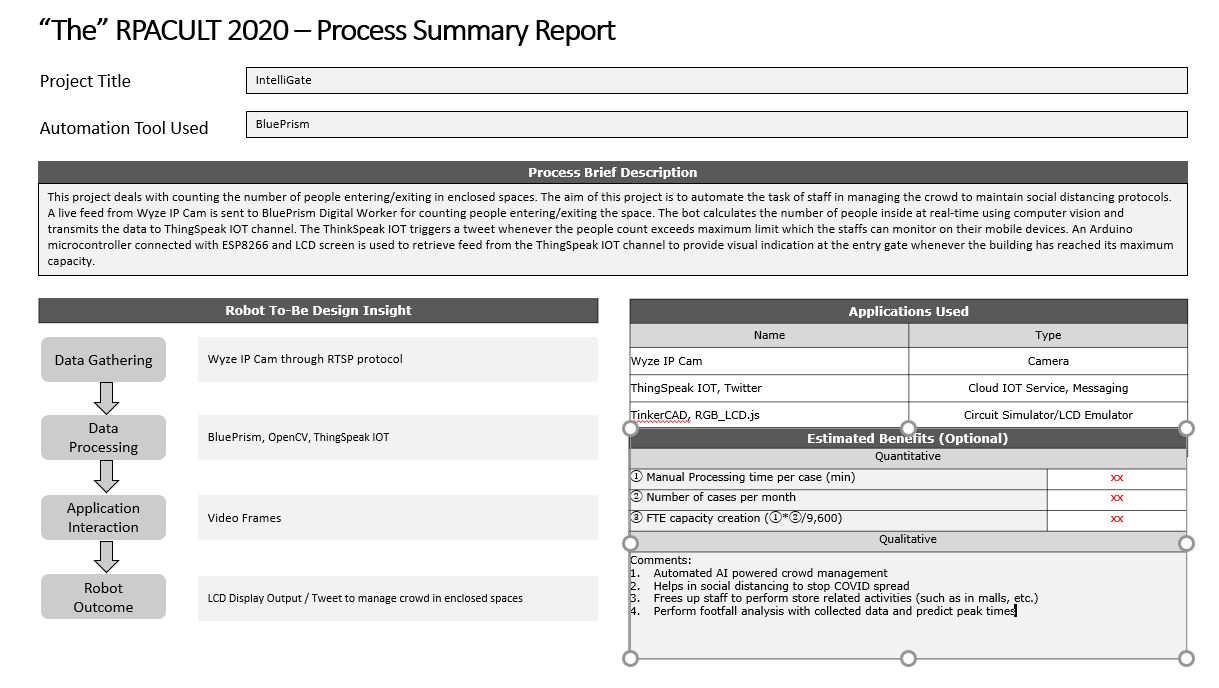 “The” RPACULT 2020 – Process Summary Report
Project Title
IntelliGate
Automation Tool Used
BluePrism
Process Brief Description
This project deals with counting the number of people entering/exiting in enclosed spaces. The aim of this project is to automate the task of staff in managing the crowd to maintain social distancing protocols.
A live feed from Wyze IP Cam is sent to BluePrism Digital Worker for counting people entering/exiting the space. The bot calculates the number of people inside at real-time using computer vision and
transmits the data to ThingSpeak IOT channel. The ThinkSpeak IOT triggers a tweet whenever the people count exceeds maximum limit which the staffs can monitor on their mobile devices. An Arduino
microcontroller connected with ESP8266 and LCD screen is used to retrieve feed from the ThingSpeak IOT channel to provide visual indication at the entry gate whenever the building has reached its maximum
capacity.
Robot To-Be Design Insight
Data Gathering
Wyze IP Cam through RTSP protocol
Data
Processing
BluePrism, OpenCV, ThingSpeak IOT
Application
Interaction
Video Frames
Robot
Outcome
LCD Display Output / Tweet to manage crowd in enclosed spaces
Applications Used
Name Type
Wyze IP Cam Camera
ThingSpeak IOT, Twitter Cloud IOT Service, Messaging
TinkerCAD, RGB_LCD.js Circuit Simulator/LCD Emulator
Estimated Benefits (Optional)
Quantitative
① Manual Processing time per case (min) xx
② Number of cases per month xx
③ FTE capacity creation (①*②/9,600) xx
Qualitative
Comments:
1. Automated AI powered crowd management
2. Helps in social distancing to stop COVID spread
3. Frees up staff to perform store related activities (such as in malls, etc.)
4. Perform footfall analysis with collected data and predict peak times